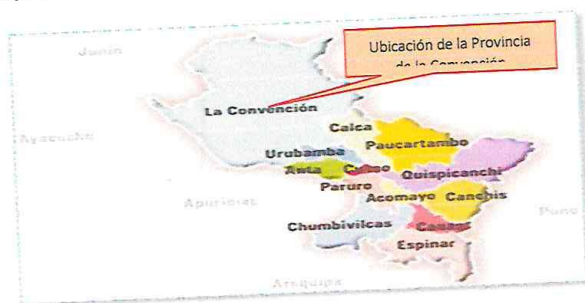 Junín
Ubicación de la Provincia
de la Convención
La Convención
Ayacucho
Calca
Paucartambo
Urubamba
Anta
Cusco
Quispicanchi
Paruro
Acomayo
Canchis
Apurímac
Puno
Chumbivilcas
Canas
Espinar
Arequipa